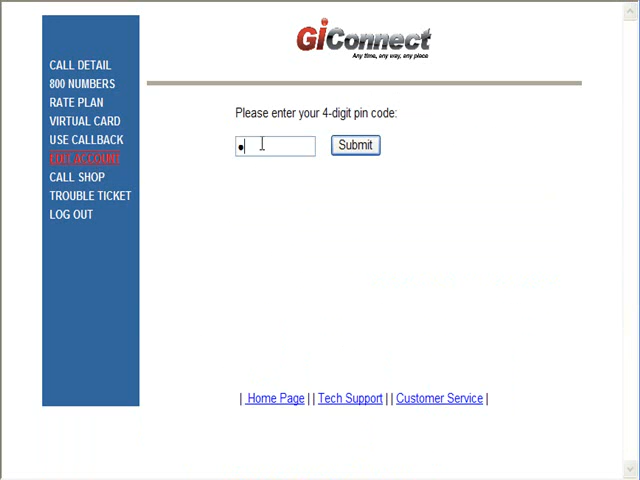 GiConnect
Any time, any way, any place
CALL DETAIL
800 NUMBERS
RATE PLAN
VIRTUAL CARD
USE CALLBACK
EDIT ACCOUNT
CALL SHOP
TROUBLE TICKET
LOG OUT
Please enter your 4-digit pin code:
Submit
| Home Page | | Tech Support | | Customer Service |